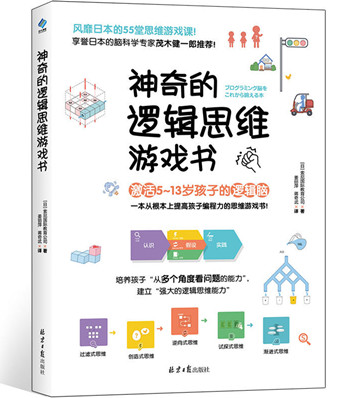 风靡日本的55堂思维游戏课!
享誉日本的脑科学专家茂木健一郎推荐!
神奇的
逻辑思维
游戏书
プログラミング脳を
これから鍛える本
激活5~13岁孩子的逻辑脑
一本从根本上提高孩子编程力的思维游戏书!
认识
假设
实践
培养孩子“从多个角度看问题的能力”,
建立“强大的逻辑思维能力”
过滤式思维
创造式思维
逆向式思维
试探式思维
渐进式思维
北京日报出版社
神奇的逻辑思维游戏书
北京日报出版社